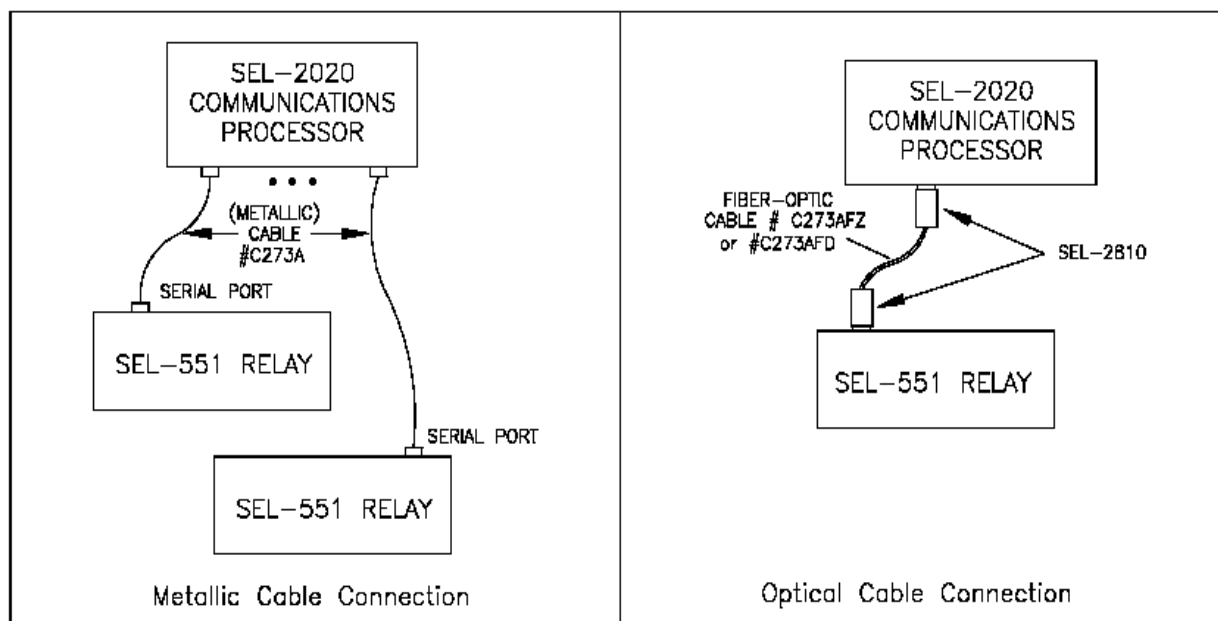 SEL-2020
COMMUNICATIONS
PROCESSOR
(METALLIC)
CABLE
#C273A
SERIAL PORT
SEL-551 RELAY
SERIAL PORT
SEL-551 RELAY
Metallic Cable Connection
SEL-2020
COMMUNICATIONS
PROCESSOR
FIBER-OPTIC
CABLE # C273AFZ
or #C273AFD
SEL-2810
SEL-551 RELAY
Optical Cable Connection